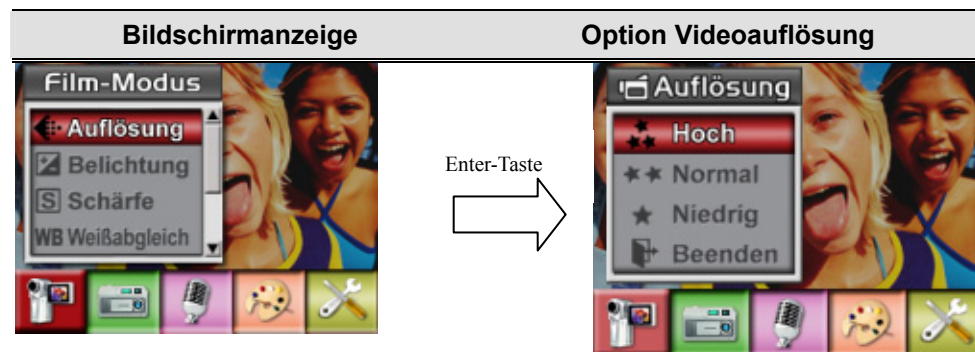 Bildschirmanzeige
Option Videoauflösung
Film-Modus
Auflösung
Belichtung
S Schärfe
WB Weißabgleich
Enter-Taste
Auflösung
Hoch
Normal
Niedrig
Beenden